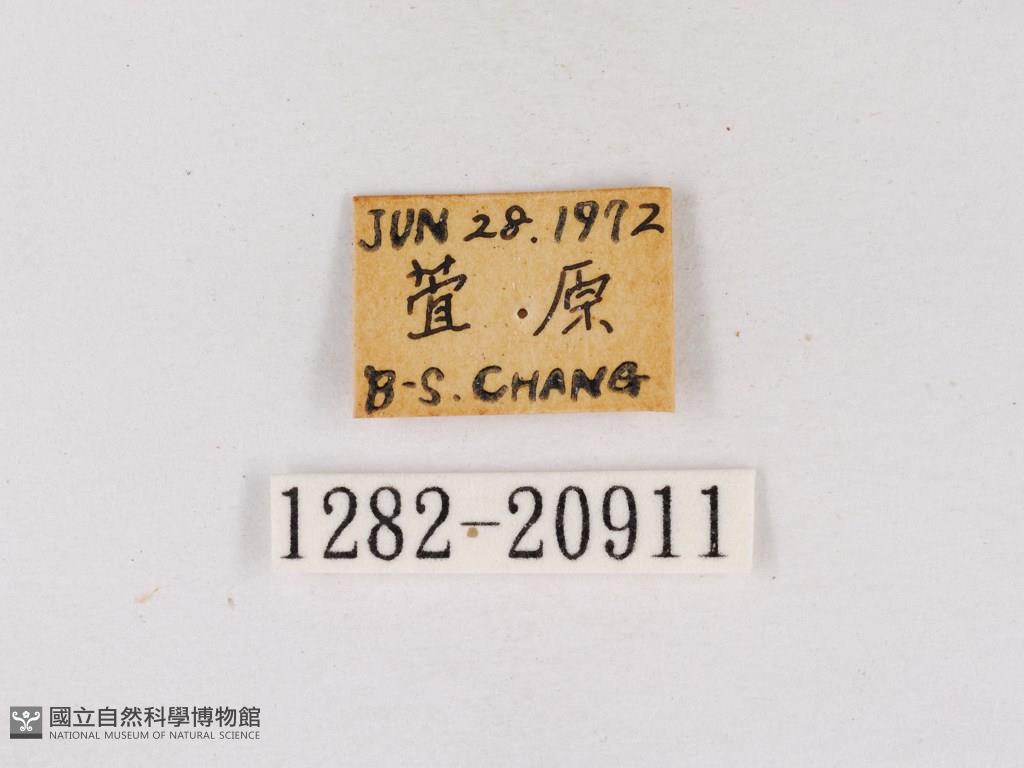 JUN 28.1972
萱原
B-S. CHANG
1282-20911
國立自然科學博物館
NATIONAL MUSEUM OF NATURAL SCIENCE